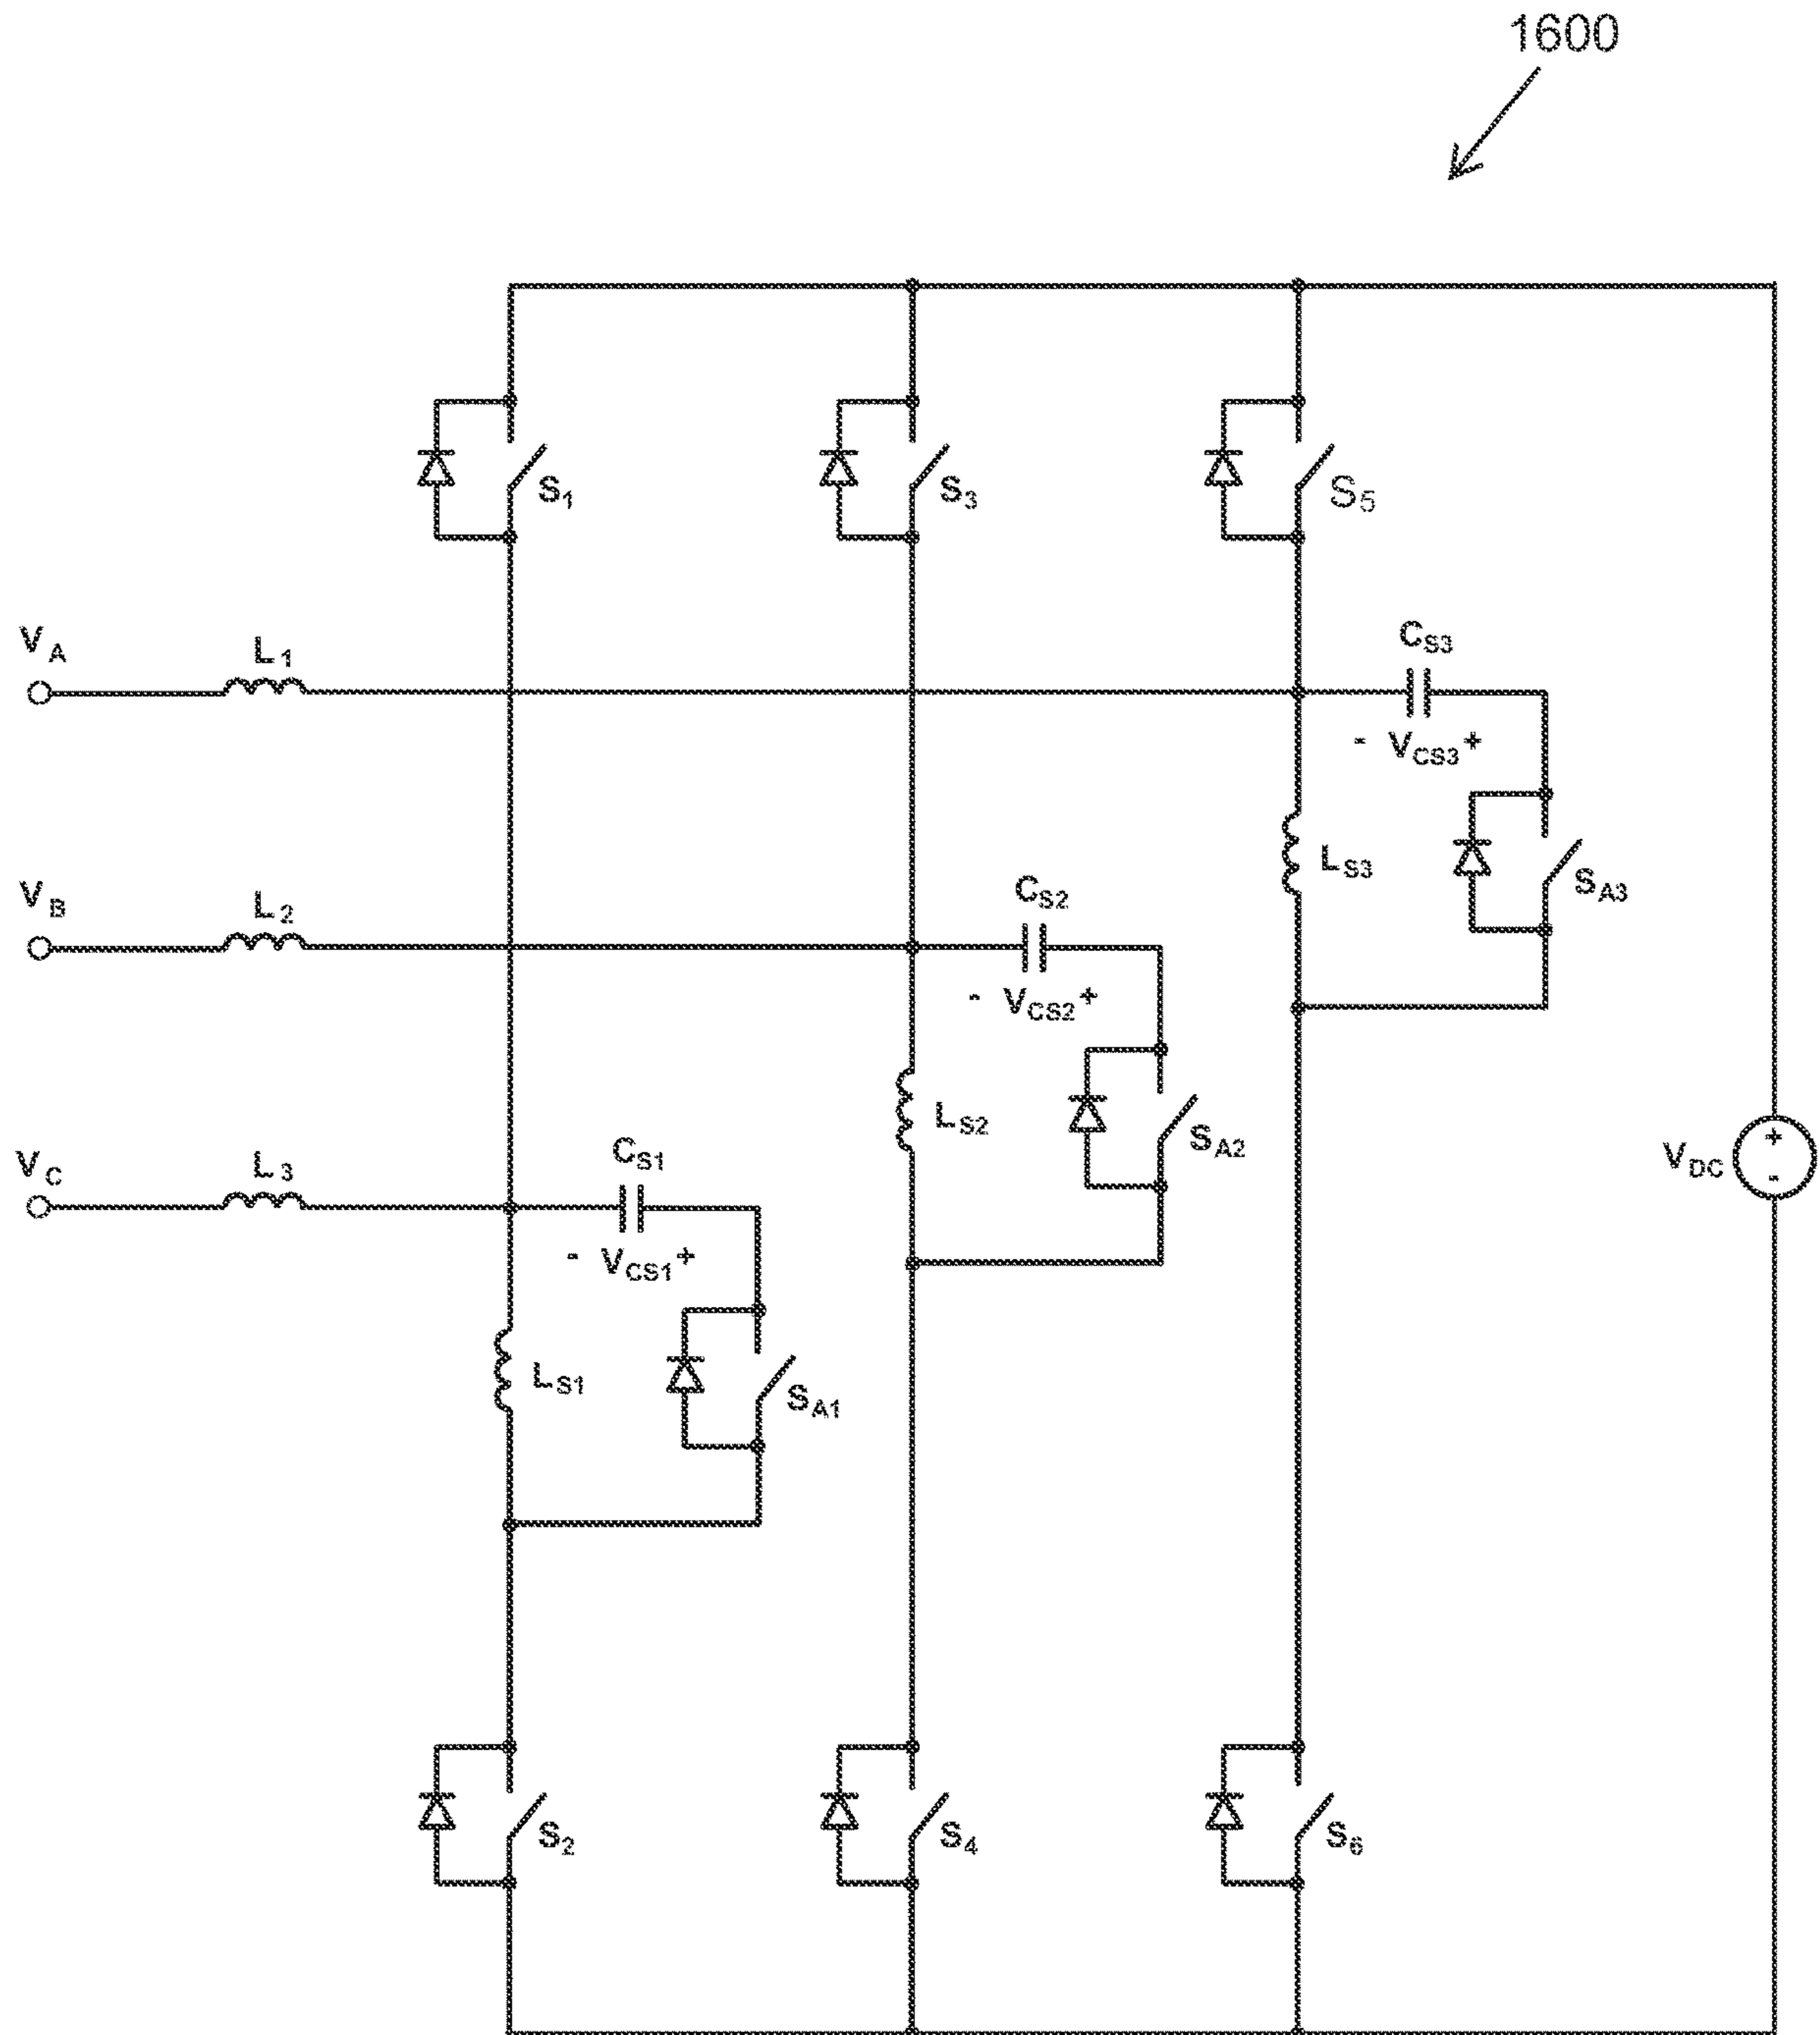 1600
S1
S3
S5
VA
L1
CS3
- VCS3 +
LS3
SA3
VB
L2
CS2
- VCS2 +
LS2
SA2
VC
L3
CS1
- VCS1 +
LS1
SA1
VDC
+
-
S2
S4
S6